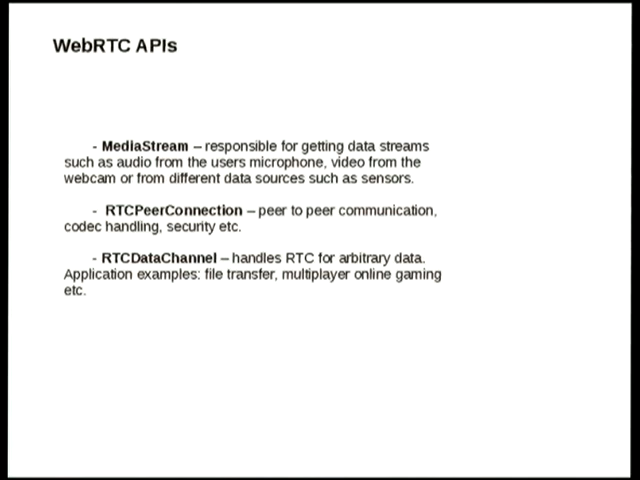 WebRTC APIs
- MediaStream – responsible for getting data streams
such as audio from the users microphone, video from the
webcam or from different data sources such as sensors.
- RTCPeerConnection – peer to peer communication,
codec handling, security etc.
- RTCDataChannel – handles RTC for arbitrary data.
Application examples: file transfer, multiplayer online gaming
etc.